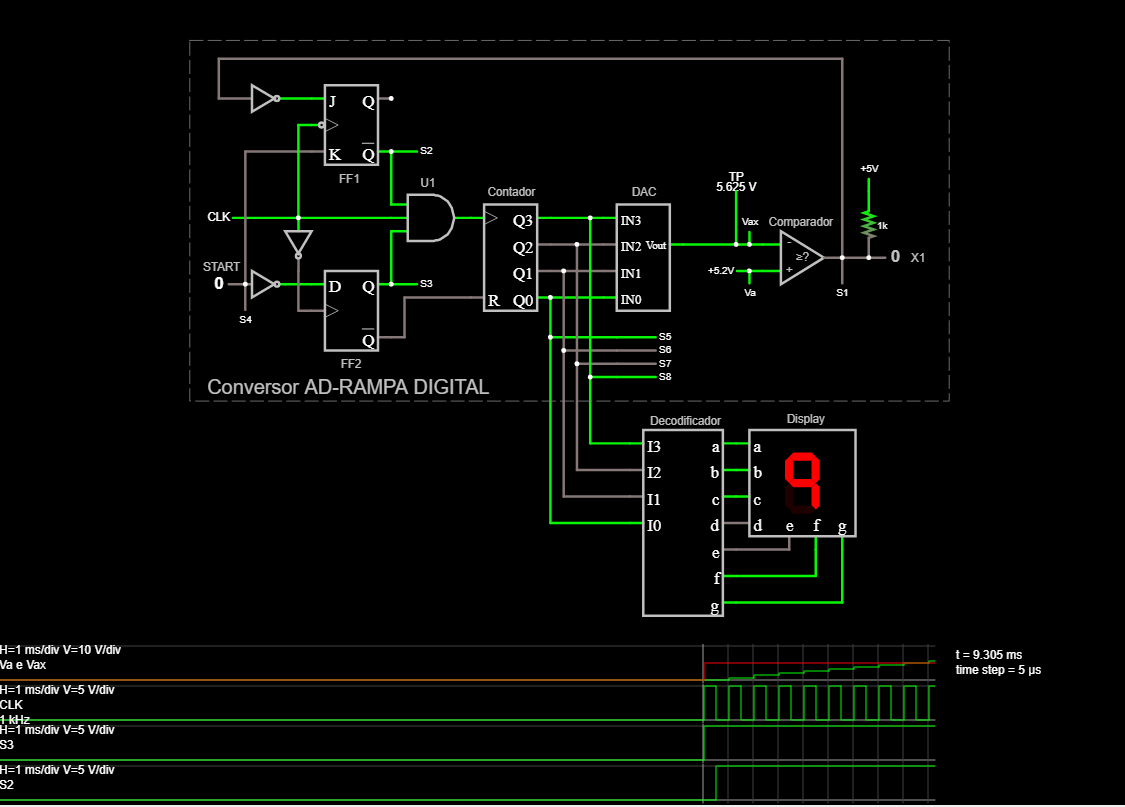 J Q
K Q
FF1
S2
U1
CLK
START
0
S4
D Q
Q
FF2
S3
Contador
Q3
Q2
Q1
R Q0
DAC
IN3
IN2 Vout
IN1
IN0
TP
5.625 V
Vax
Comparador
-
≥?
+
+5.2V
Va
+5V
1k
0 X1
S1
S5
S6
S7
S8
Conversor AD-RAMPA DIGITAL
Decodificador
I3 a
I2 b
I1 c
I0 d
e
f
g
Display
a
b
c
d e f g
9
H=1 ms/div V=10 V/div
Va e Vax
H=1 ms/div V=5 V/div
CLK
1 kHz
H=1 ms/div V=5 V/div
S3
H=1 ms/div V=5 V/div
S2
t = 9.305 ms
time step = 5 μs